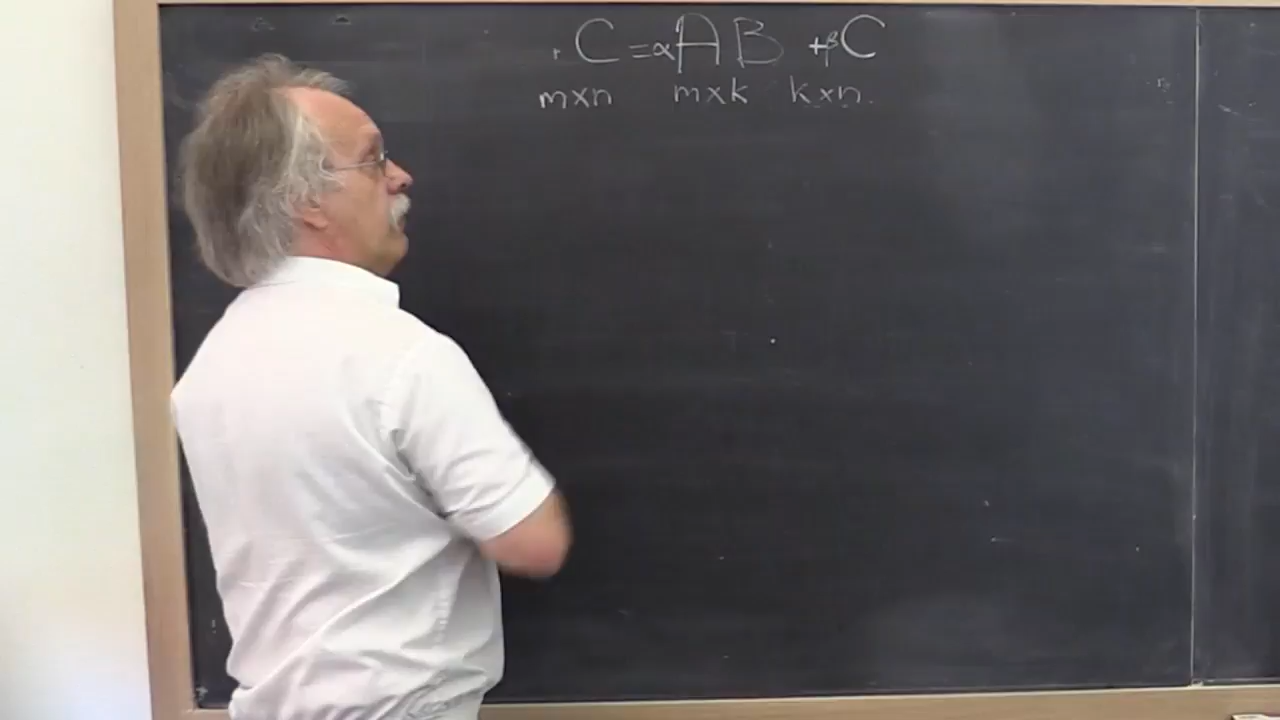 C = αAB + βC
m×n m×k k×n.